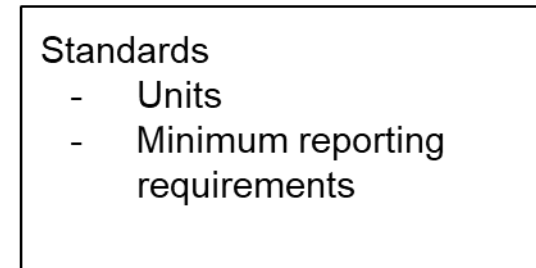 Standards
- Units
- Minimum reporting
requirements